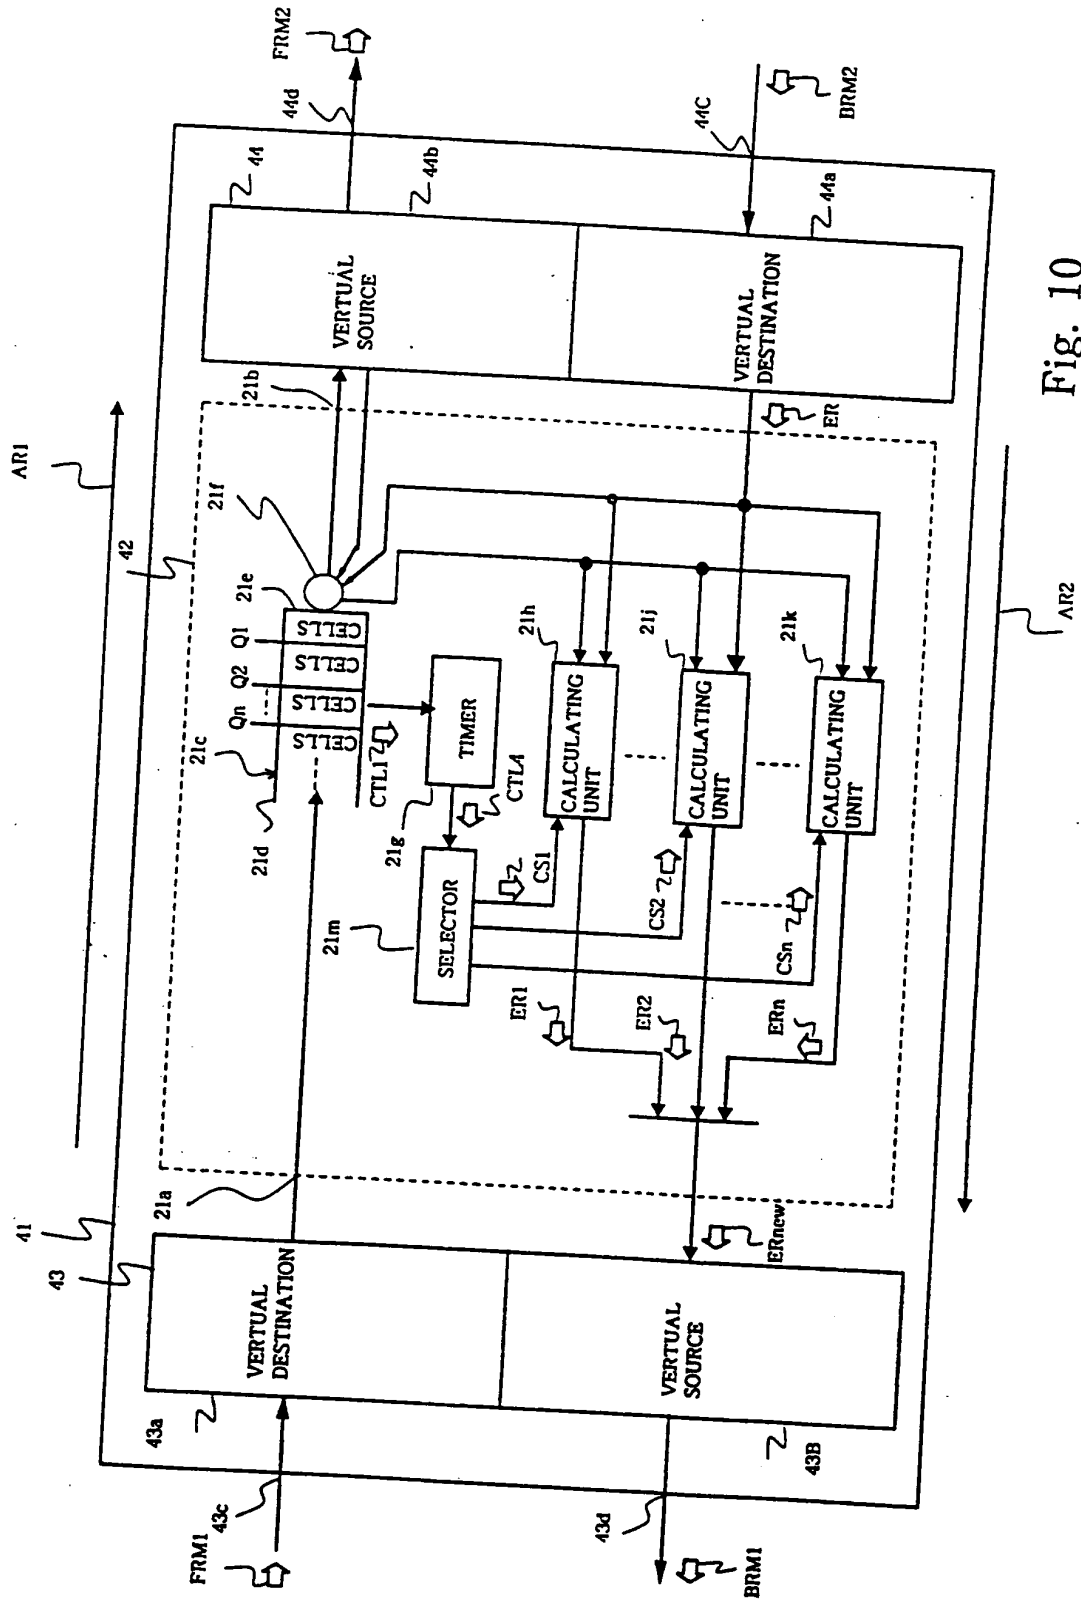 AR1
41
42
43
VERTUAL
DESTINATION
43a
FRM1
43c
VERTUAL
SOURCE
43B
43d
BRM1
21a
21d
21c
Qn
Q2
Q1
CELLS
CELLS
CELLS
CELLS
21e
21f
21b
CTL1
TIMER
21g
CTL4
SELECTOR
21m
CS1
CS2
CSn
21h
CALCULATING
UNIT
21j
CALCULATING
UNIT
21k
CALCULATING
UNIT
ER1
ER2
ERn
ERnew
44
VERTUAL
SOURCE
44b
44d
FRM2
VERTUAL
DESTINATION
44a
44C
BRM2
ER
AR2
Fig. 10